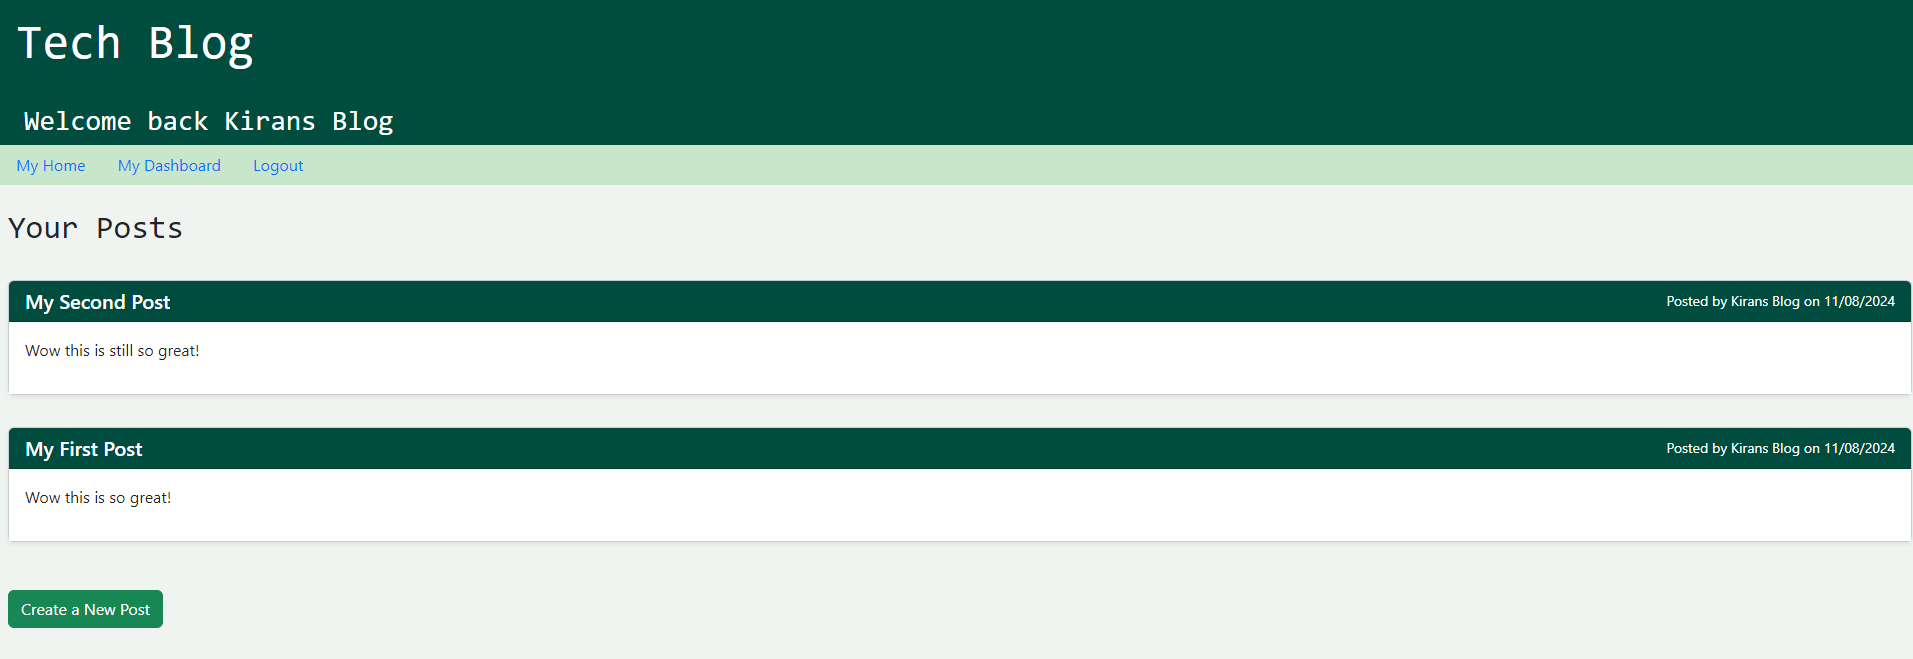 Tech Blog
Welcome back Kirans Blog
My Home My Dashboard Logout
Your Posts
My Second Post Posted by Kirans Blog on 11/08/2024
Wow this is still so great!
My First Post Posted by Kirans Blog on 11/08/2024
Wow this is so great!
Create a New Post